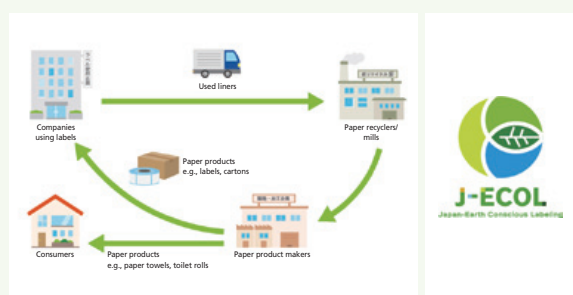 Used liners
Companies
using labels
Paper recyclers/
mills
Paper products
e.g., labels, cartons
Consumers
Paper products
e.g., paper towels, toilet rolls
Paper product makers
J-ECOL
Japan-Earth Conscious Labeling